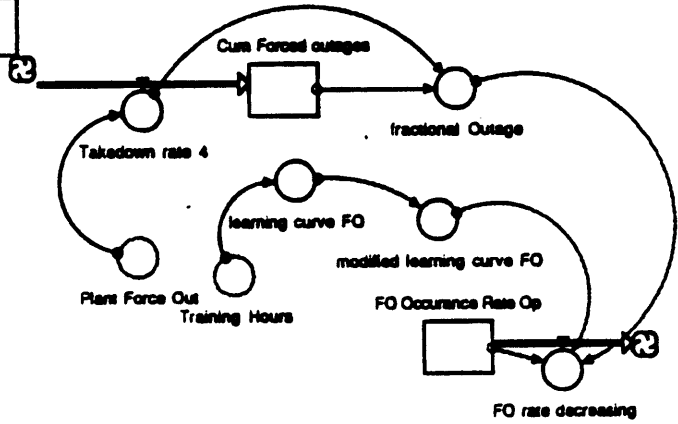 Cum Forced outages
fractional Outage
Takedown rate 4
learning curve FO
modified learning curve FO
Plant Force Out
Training Hours
FO Occurance Rate Op
FO rate decreasing